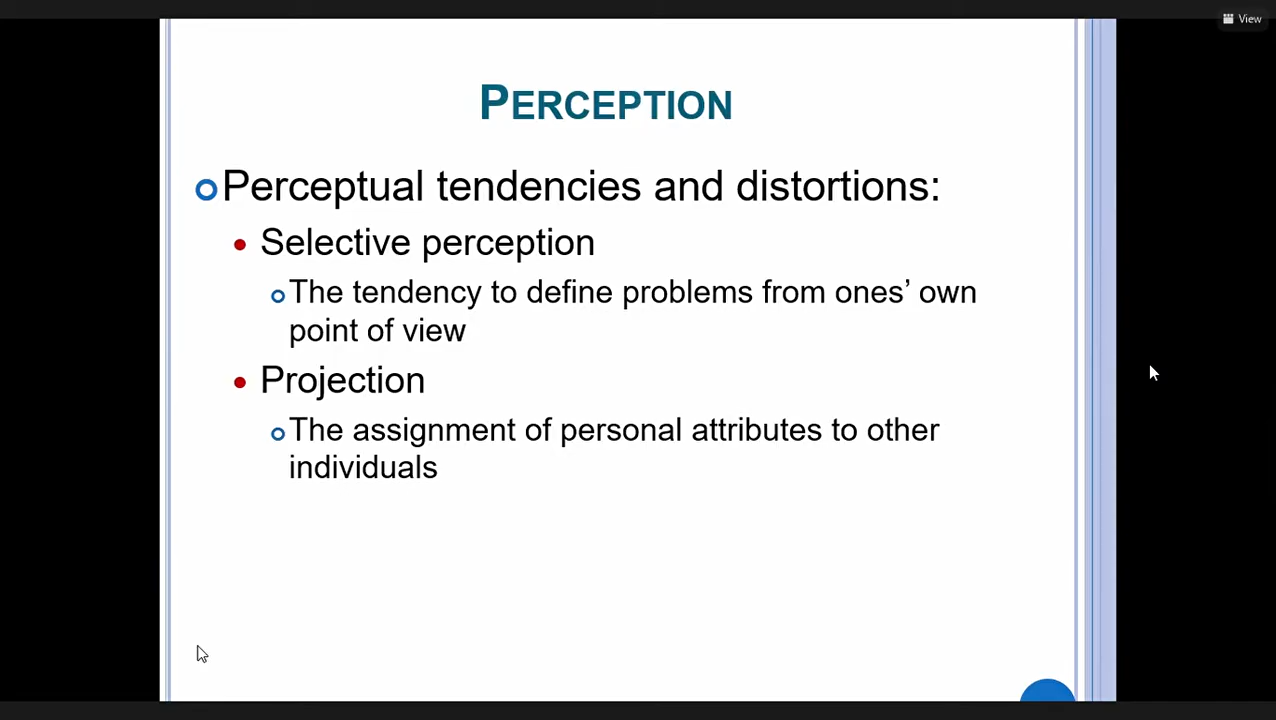 View
PERCEPTION
Perceptual tendencies and distortions:
Selective perception
The tendency to define problems from ones’ own
point of view
Projection
The assignment of personal attributes to other
individuals